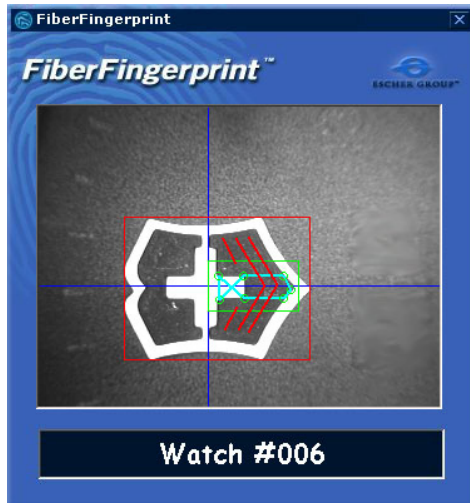 FiberFingerprint
FiberFingerprint™
ESCHER GROUP™
Watch #006